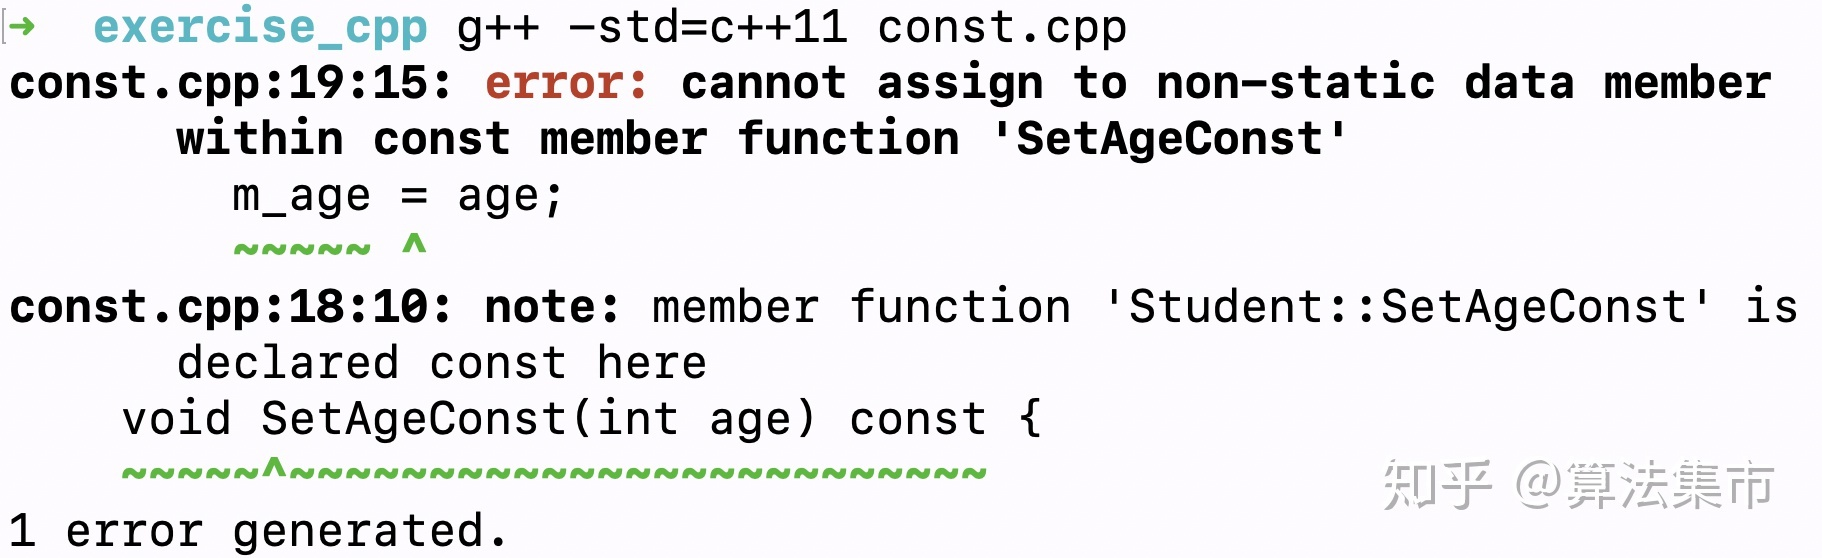 → exercise_cpp g++ -std=c++11 const.cpp
const.cpp:19:15: error: cannot assign to non-static data member
within const member function 'SetAgeConst'
m_age = age;
~~~~~ ^
const.cpp:18:10: note: member function 'Student::SetAgeConst' is
declared const here
void SetAgeConst(int age) const {
~~~~~^~~~~~~~~~~~~~~~~~~~~~~~~~
1 error generated.
知乎 @算法集市